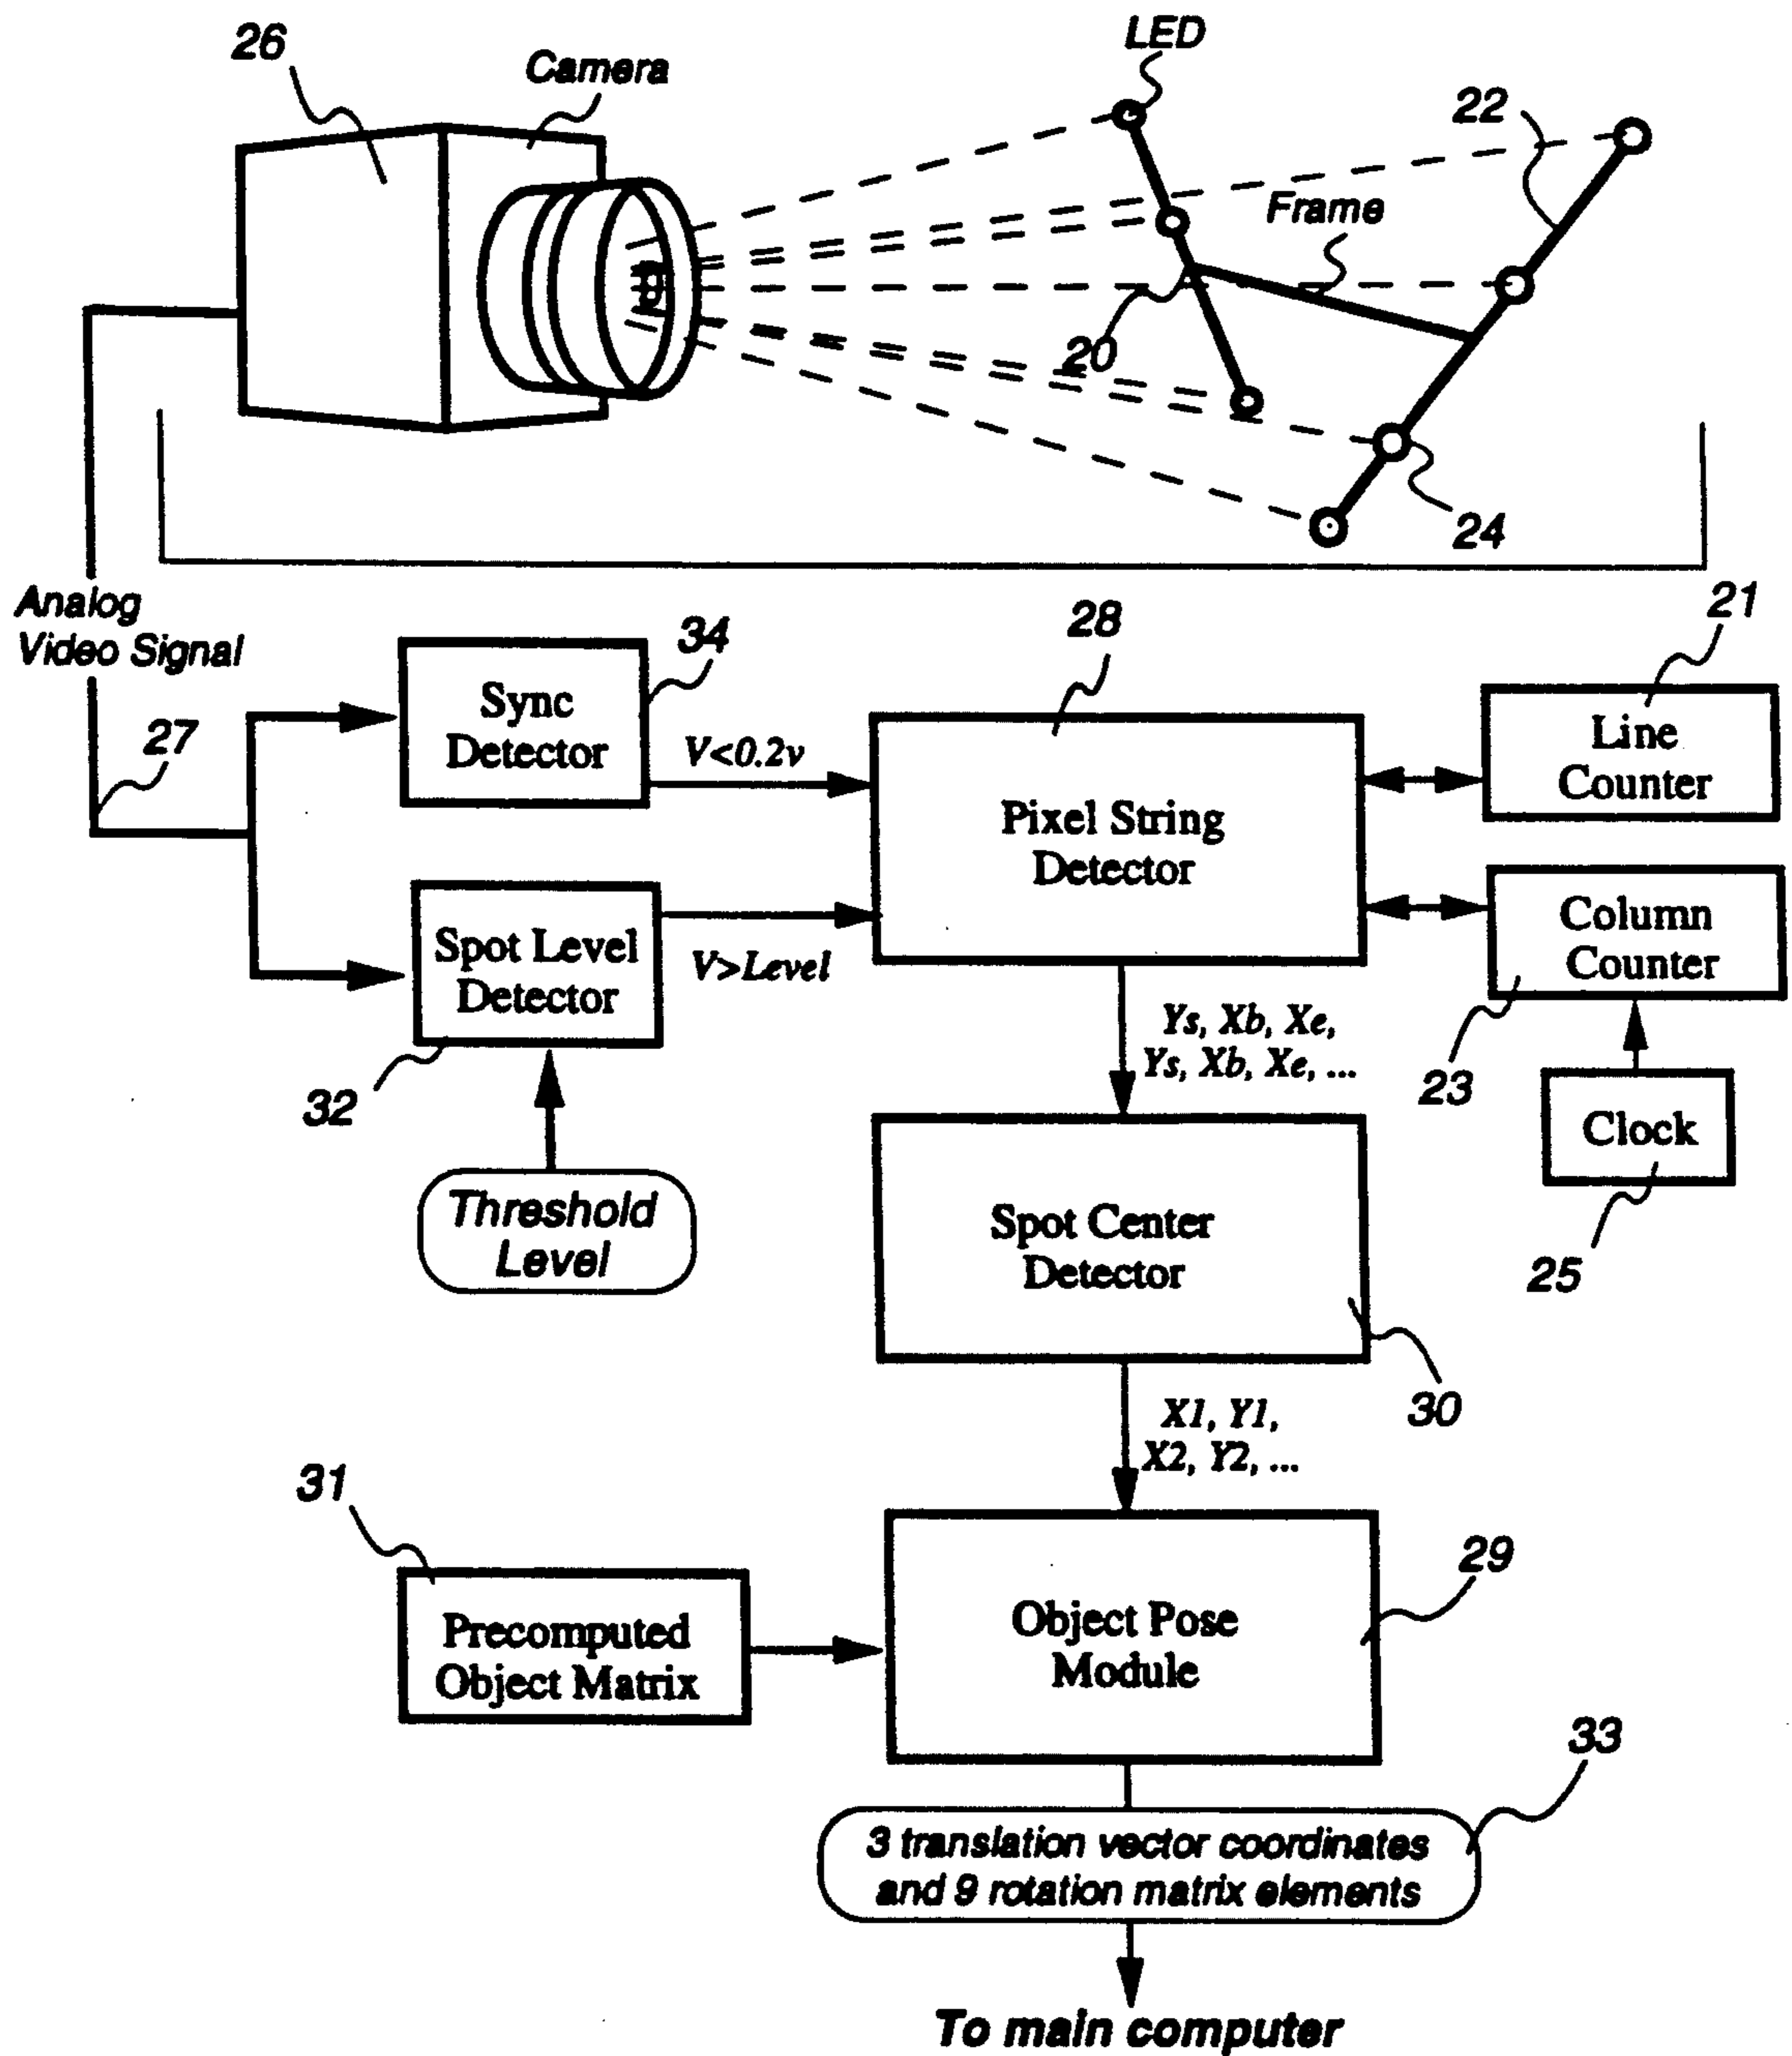 26
Camera
LED
22
Frame
20
24
Analog
Video Signal
27
34
Sync
Detector
V<0.2v
28
Pixel String
Detector
21
Line
Counter
Column
Counter
23
Clock
25
Spot Level
Detector
V>Level
32
Threshold
Level
Ys, Xb, Xe,
Ys, Xb, Xe, ...
Spot Center
Detector
30
X1, Y1,
X2, Y2, ...
31
Precomputed
Object Matrix
Object Pose
Module
29
33
3 translation vector coordinates
and 9 rotation matrix elements
To main computer